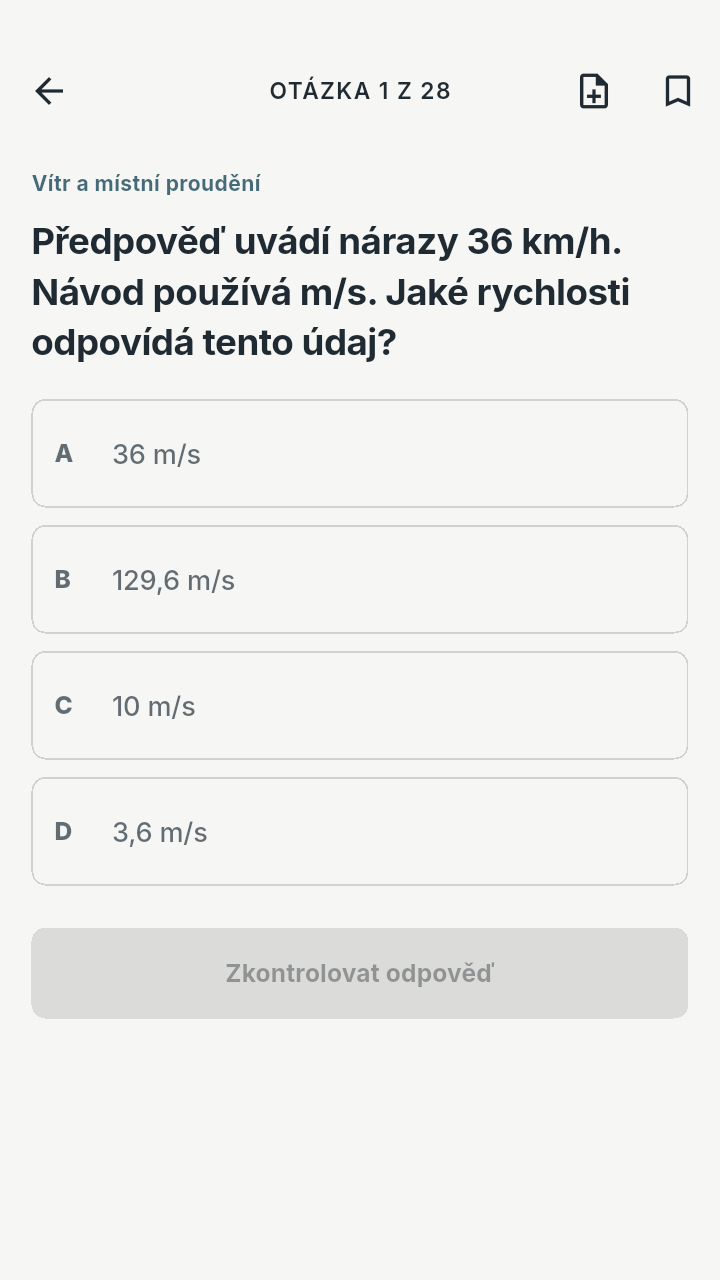 OTÁZKA 1 Z 28
Vítr a místní proudění
Předpověď uvádí nárazy 36 km/h.
Návod používá m/s. Jaké rychlosti
odpovídá tento údaj?
A 36 m/s
B 129,6 m/s
C 10 m/s
D 3,6 m/s
Zkontrolovat odpověď